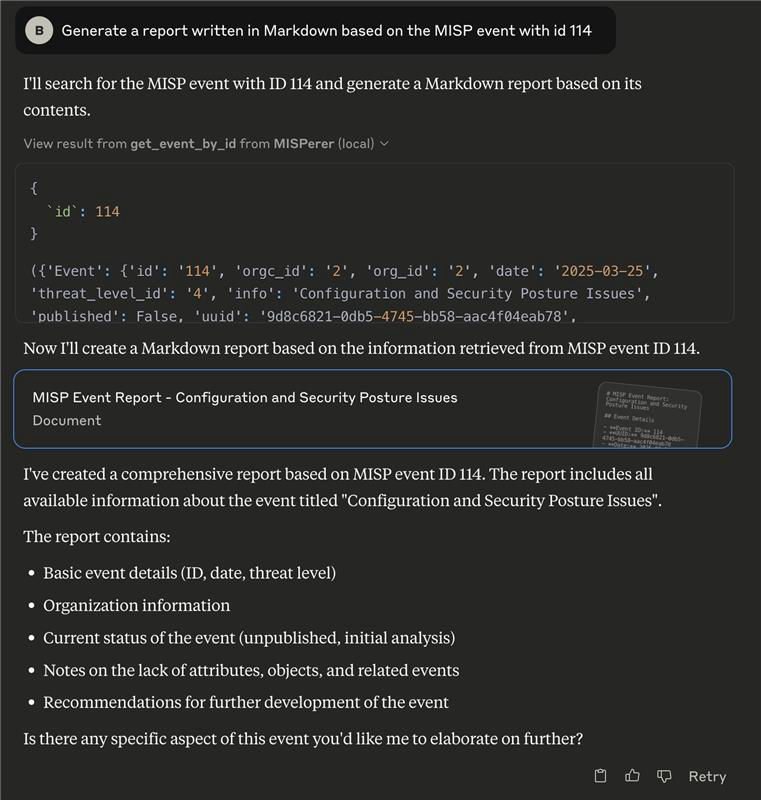 B Generate a report written in Markdown based on the MISP event with id 114
I'll search for the MISP event with ID 114 and generate a Markdown report based on its
contents.
View result from get_event_by_id from MISPerer (local)
{
`id`: 114
}
({'Event': {'id': '114', 'orgc_id': '2', 'org_id': '2', 'date': '2025-03-25',
'threat_level_id': '4', 'info': 'Configuration and Security Posture Issues',
'published': False, 'uuid': '9d8c6821-0db5-4745-bb58-aac4f04eab78',
Now I'll create a Markdown report based on the information retrieved from MISP event ID 114.
MISP Event Report - Configuration and Security Posture Issues
Document
# MISP Event Report:
Configuration and Security
Posture Issues
## Event Details
- **Event ID:** 114
- **UUID:** 9d8c6821-0db5-
4745-bb58-aac4f04eab78
I've created a comprehensive report based on MISP event ID 114. The report includes all
available information about the event titled "Configuration and Security Posture Issues".
The report contains:
• Basic event details (ID, date, threat level)
• Organization information
• Current status of the event (unpublished, initial analysis)
• Notes on the lack of attributes, objects, and related events
• Recommendations for further development of the event
Is there any specific aspect of this event you'd like me to elaborate on further?
Retry